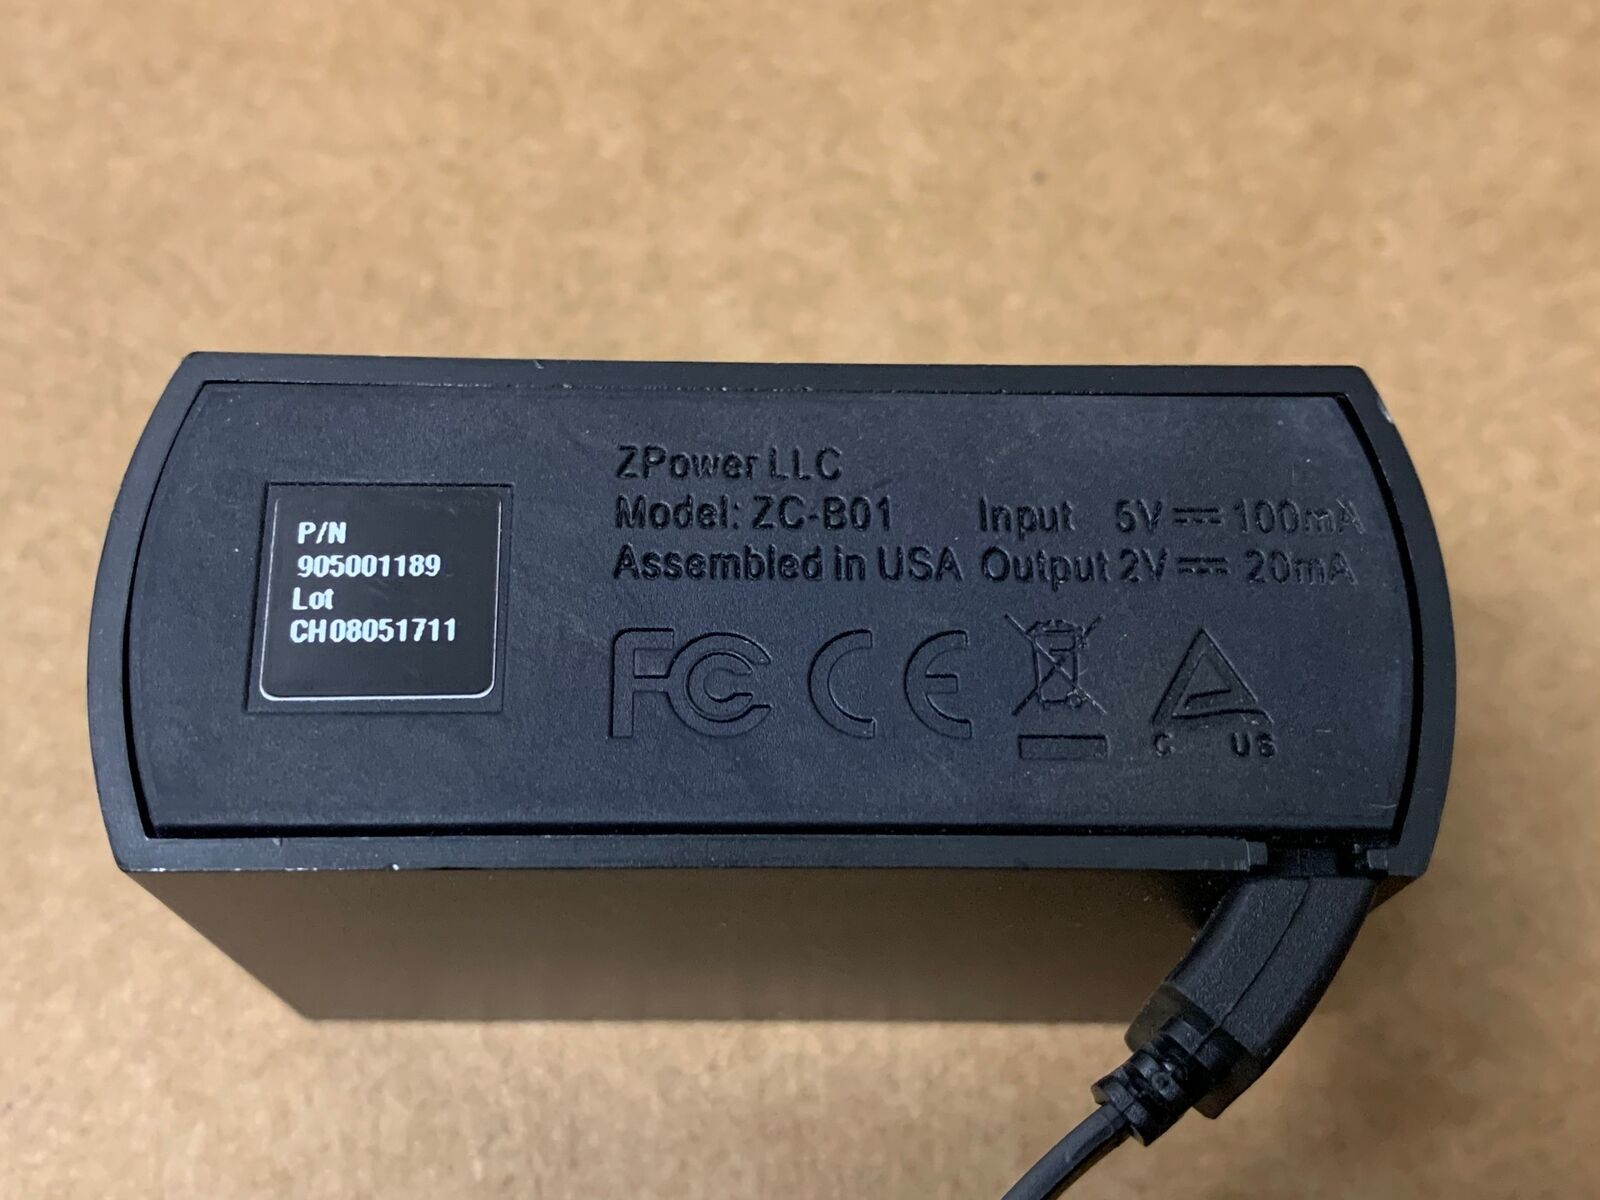 P/N
905001189
Lot
CH08051711
ZPower LLC
Model: ZC-B01 Input 5V ⎓ 100mA
Assembled in USA Output 2V ⎓ 20mA
FC CE
C US